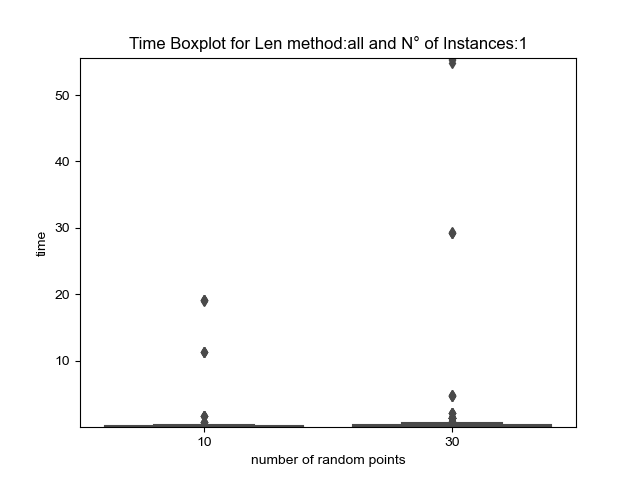 Time Boxplot for Len method:all and N° of Instances:1
50
40
30
20
10
time
10 30
number of random points